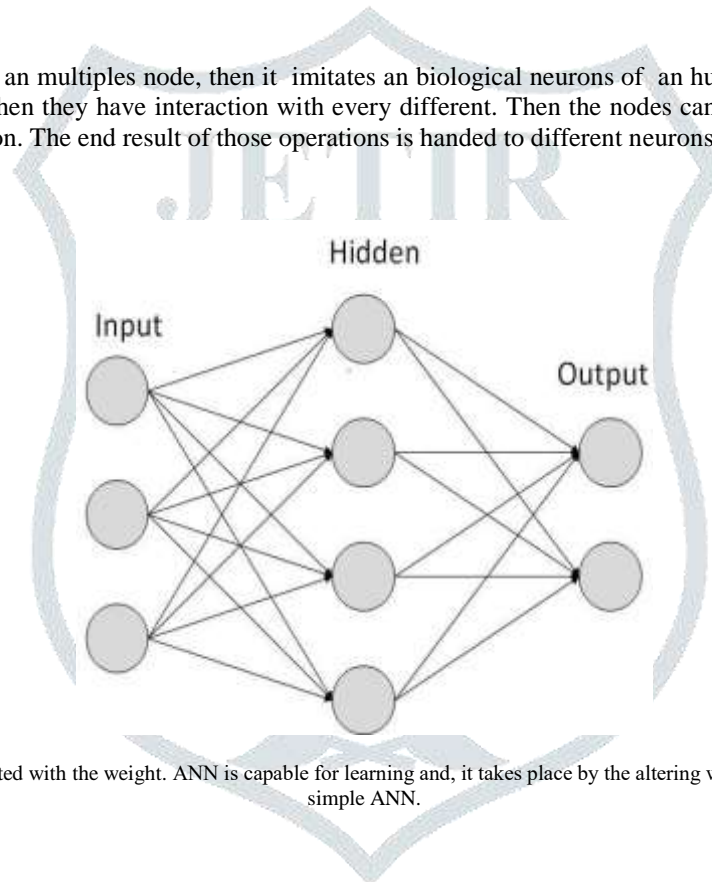 an multiples node, then it imitates an biological neurons of an hu
hen they have interaction with every different. Then the nodes can
on. The end result of those operations is handed to different neurons
JETIR
Hidden
Input
Output
ted with the weight. ANN is capable for learning and, it takes place by the altering
simple ANN.